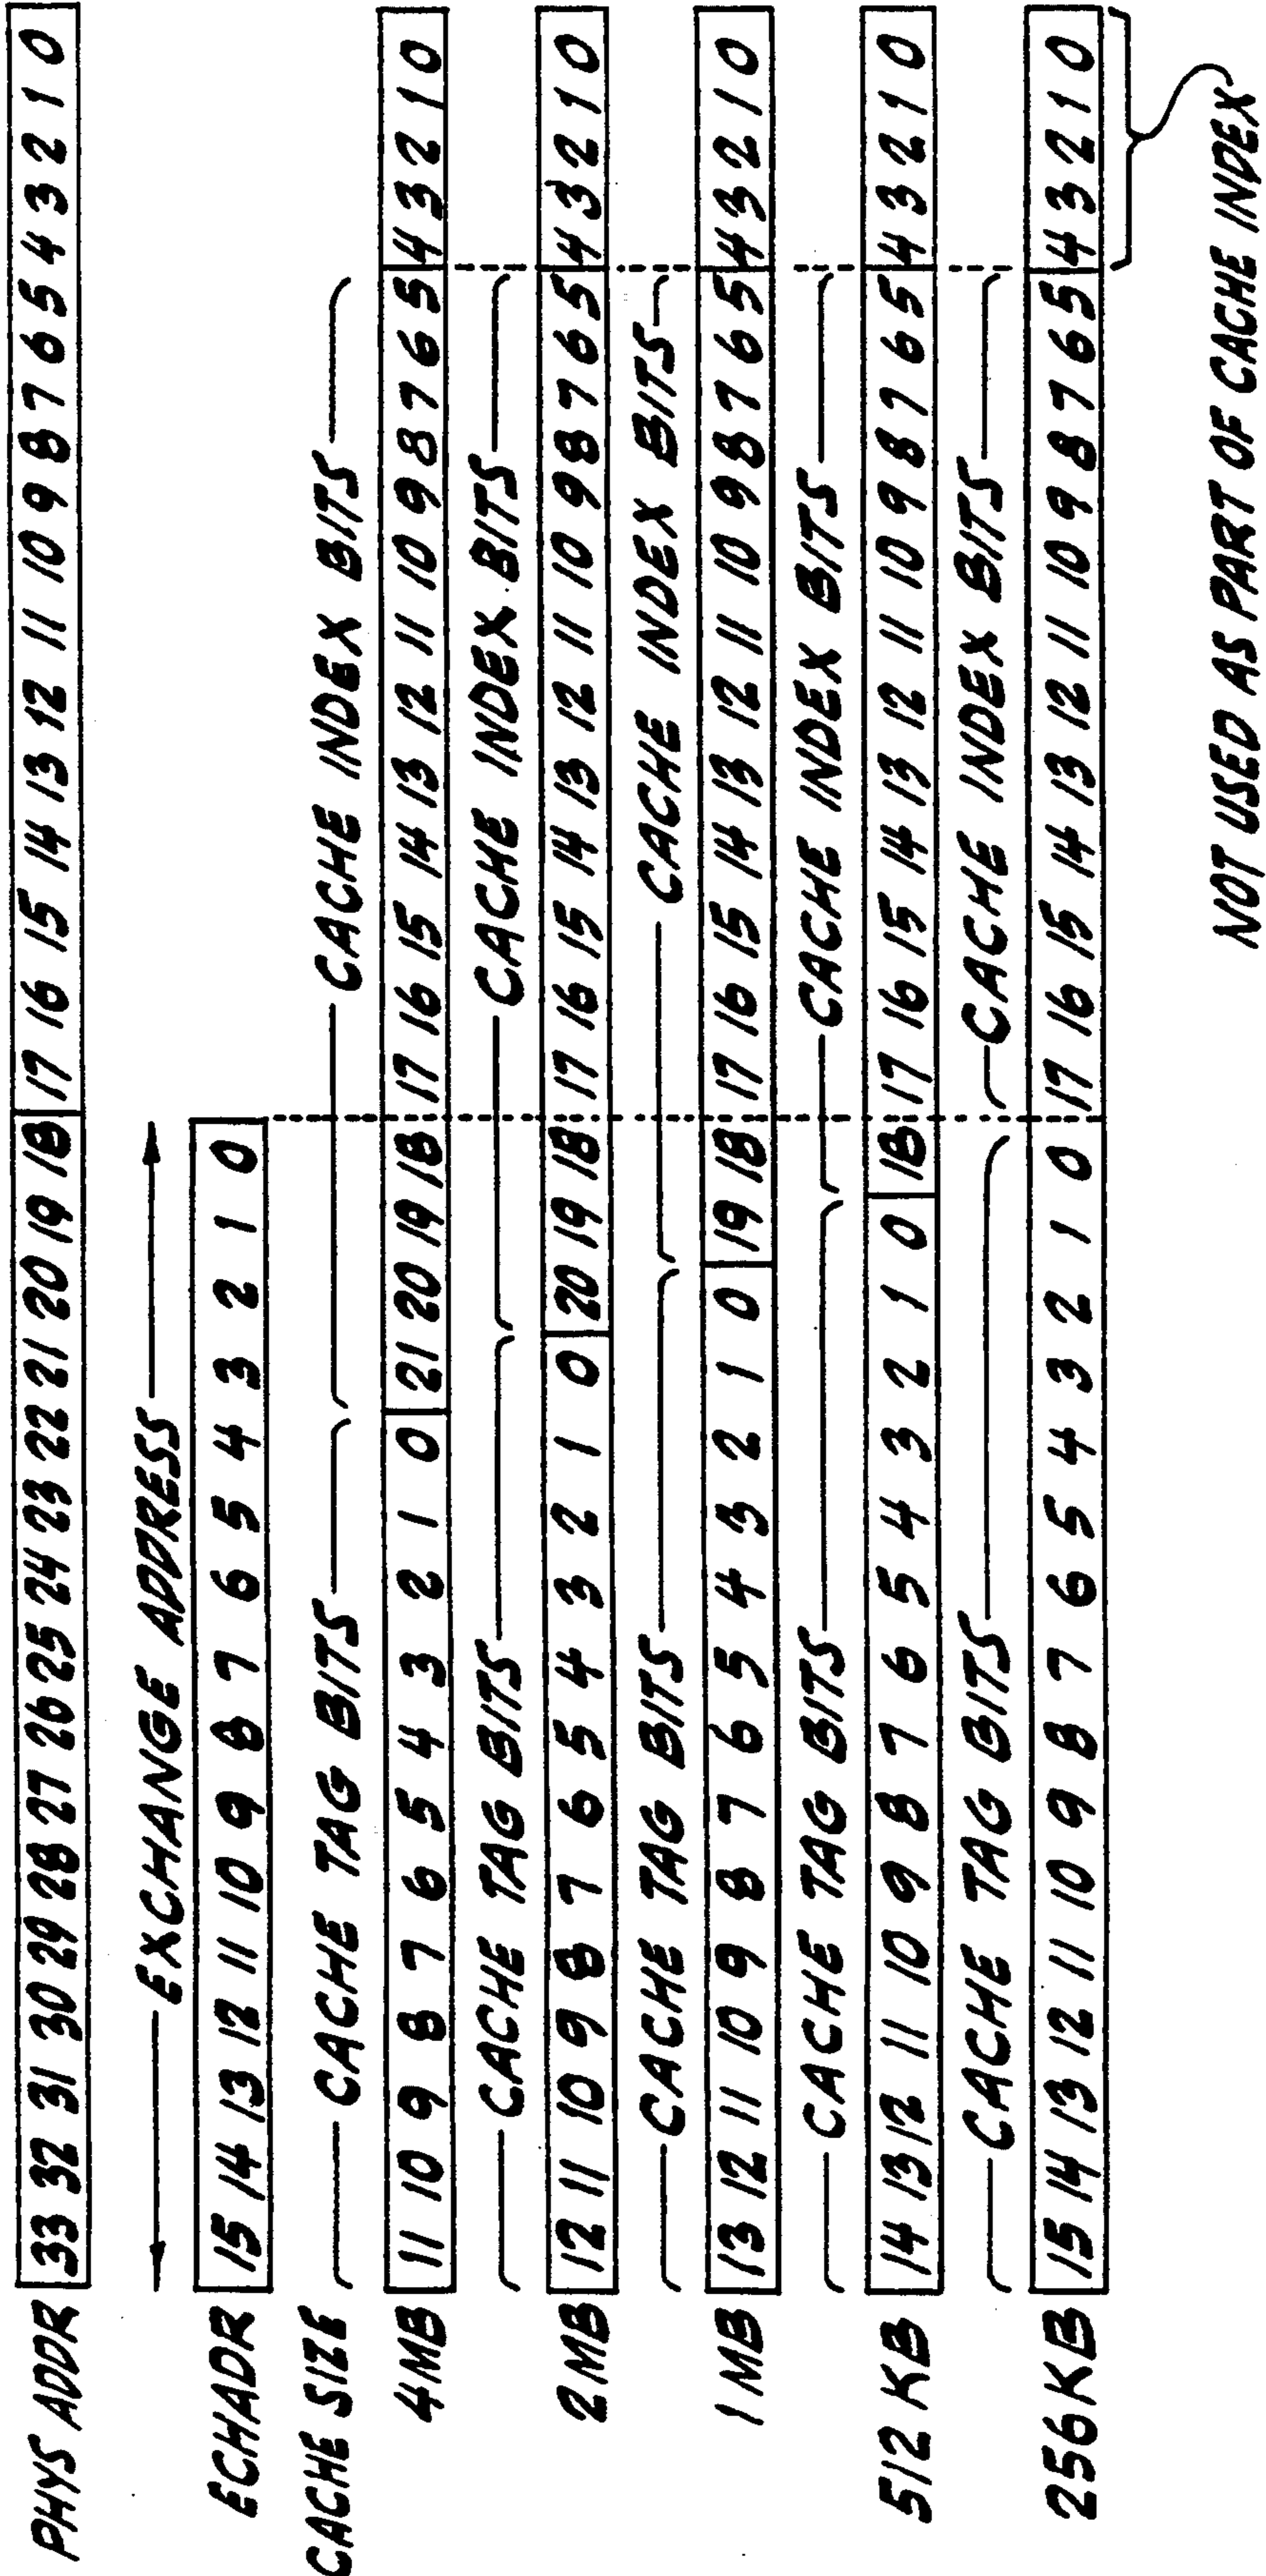 PHYS ADDR 33 32 31 30 29 28 27 26 25 24 23 22 21 20 19 18 17 16 15 14 13 12 11 10 9 8 7 6 5 4 3 2 1 0
EXCHANGE ADDRESS
ECHADR 15 14 13 12 11 10 9 8 7 6 5 4 3 2 1 0
CACHE SIZE CACHE TAG BITS CACHE INDEX BITS
4MB 11 10 9 8 7 6 5 4 3 2 1 0 21 20 19 18 17 16 15 14 13 12 11 10 9 8 7 6 5 4 3 2 1 0
CACHE TAG BITS CACHE INDEX BITS
2MB 12 11 10 9 8 7 6 5 4 3 2 1 0 20 19 18 17 16 15 14 13 12 11 10 9 8 7 6 5 4 3 2 1 0
CACHE TAG BITS CACHE INDEX BITS
1 MB 13 12 11 10 9 8 7 6 5 4 3 2 1 0 19 18 17 16 15 14 13 12 11 10 9 8 7 6 5 4 3 2 1 0
CACHE TAG BITS CACHE INDEX BITS
512 KB 14 13 12 11 10 9 8 7 6 5 4 3 2 1 0 18 17 16 15 14 13 12 11 10 9 8 7 6 5 4 3 2 1 0
CACHE TAG BITS CACHE INDEX BITS
256KB 15 14 13 12 11 10 9 8 7 6 5 4 3 2 1 0 17 16 15 14 13 12 11 10 9 8 7 6 5 4 3 2 1 0
NOT USED AS PART OF CACHE INDEX